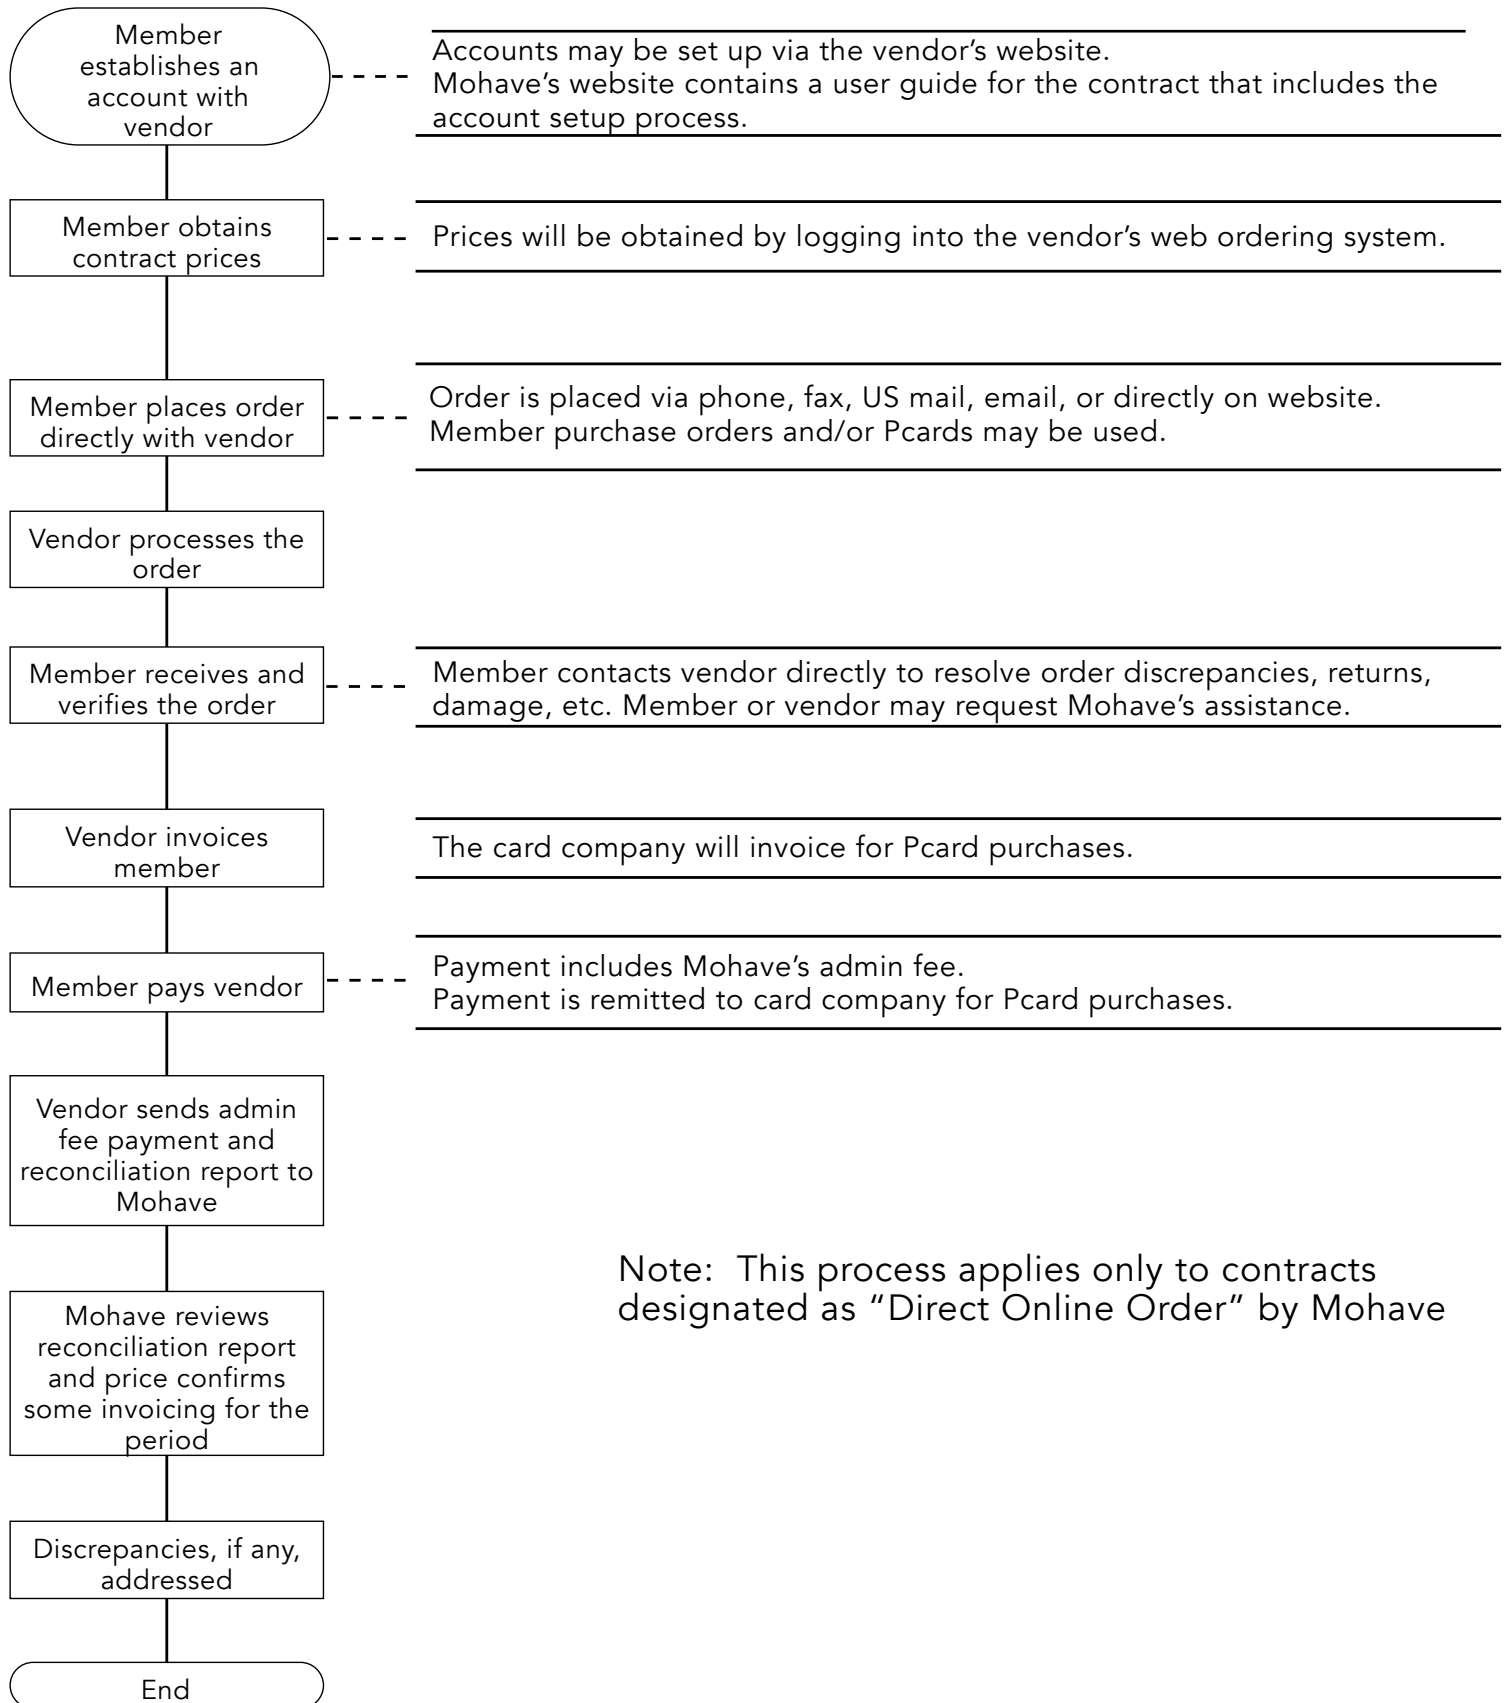 Member
establishes an
account with
vendor
Accounts may be set up via the vendor’s website.
Mohave’s website contains a user guide for the contract that includes the
account setup process.
Member obtains
contract prices
Prices will be obtained by logging into the vendor’s web ordering system.
Member places order
directly with vendor
Order is placed via phone, fax, US mail, email, or directly on website.
Member purchase orders and/or Pcards may be used.
Vendor processes the
order
Member receives and
verifies the order
Member contacts vendor directly to resolve order discrepancies, returns,
damage, etc. Member or vendor may request Mohave’s assistance.
Vendor invoices
member
The card company will invoice for Pcard purchases.
Member pays vendor
Payment includes Mohave’s admin fee.
Payment is remitted to card company for Pcard purchases.
Vendor sends admin
fee payment and
reconciliation report to
Mohave
Note: This process applies only to contracts
designated as “Direct Online Order” by Mohave
Mohave reviews
reconciliation report
and price confirms
some invoicing for the
period
Discrepancies, if any,
addressed
End